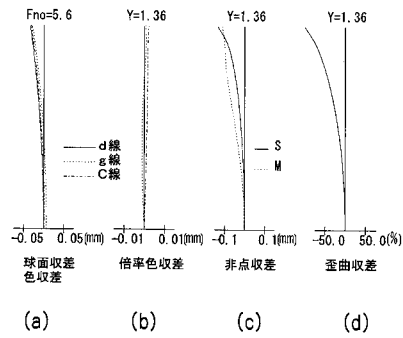 Fno=5.6 Y=1.36 Y=1.36 Y=1.36
d線
g線
C線
S
M
-0.05 0.05(mm) -0.01 0.01(mm) -0.1 0.1(mm) -50.0 50.0(%)
球面収差 倍率色収差 非点収差 歪曲収差
色収差
(a) (b) (c) (d)